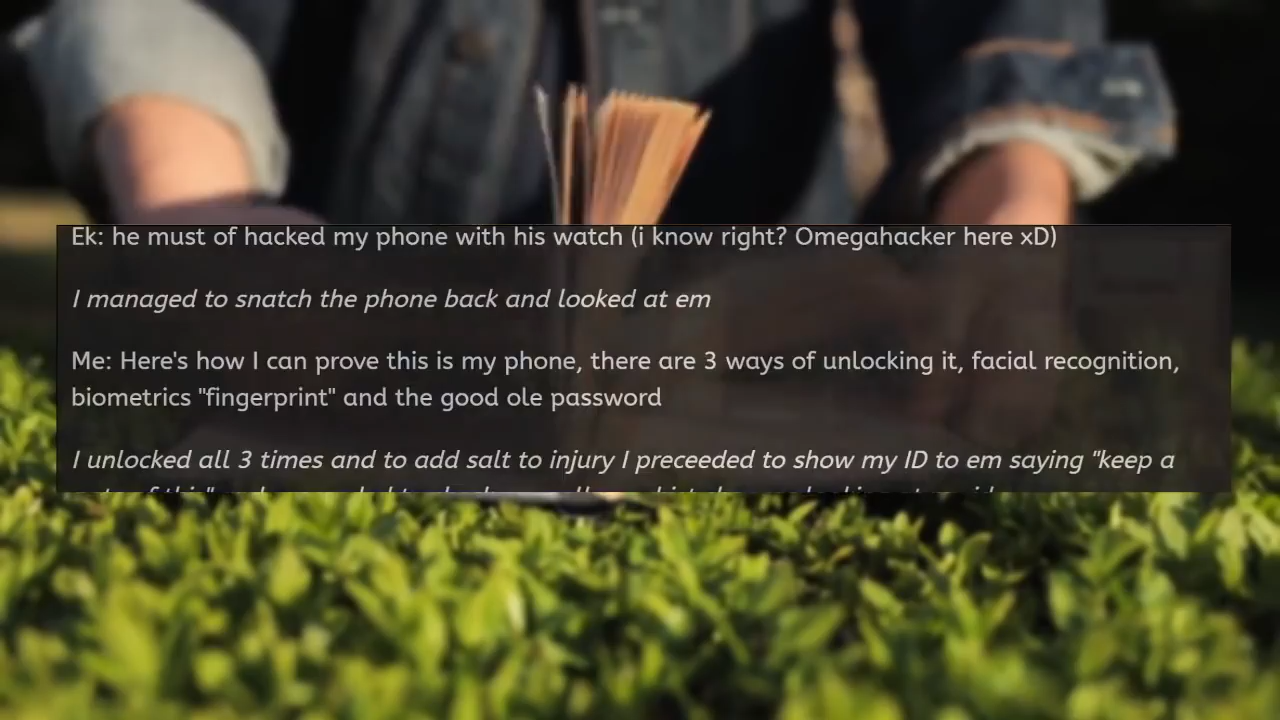 Ek: he must of hacked my phone with his watch (i know right? Omegahacker here xD)
I managed to snatch the phone back and looked at em
Me: Here's how I can prove this is my phone, there are 3 ways of unlocking it, facial recognition,
biometrics "fingerprint" and the good ole password
I unlocked all 3 times and to add salt to injury I preceeded to show my ID to em saying "keep a